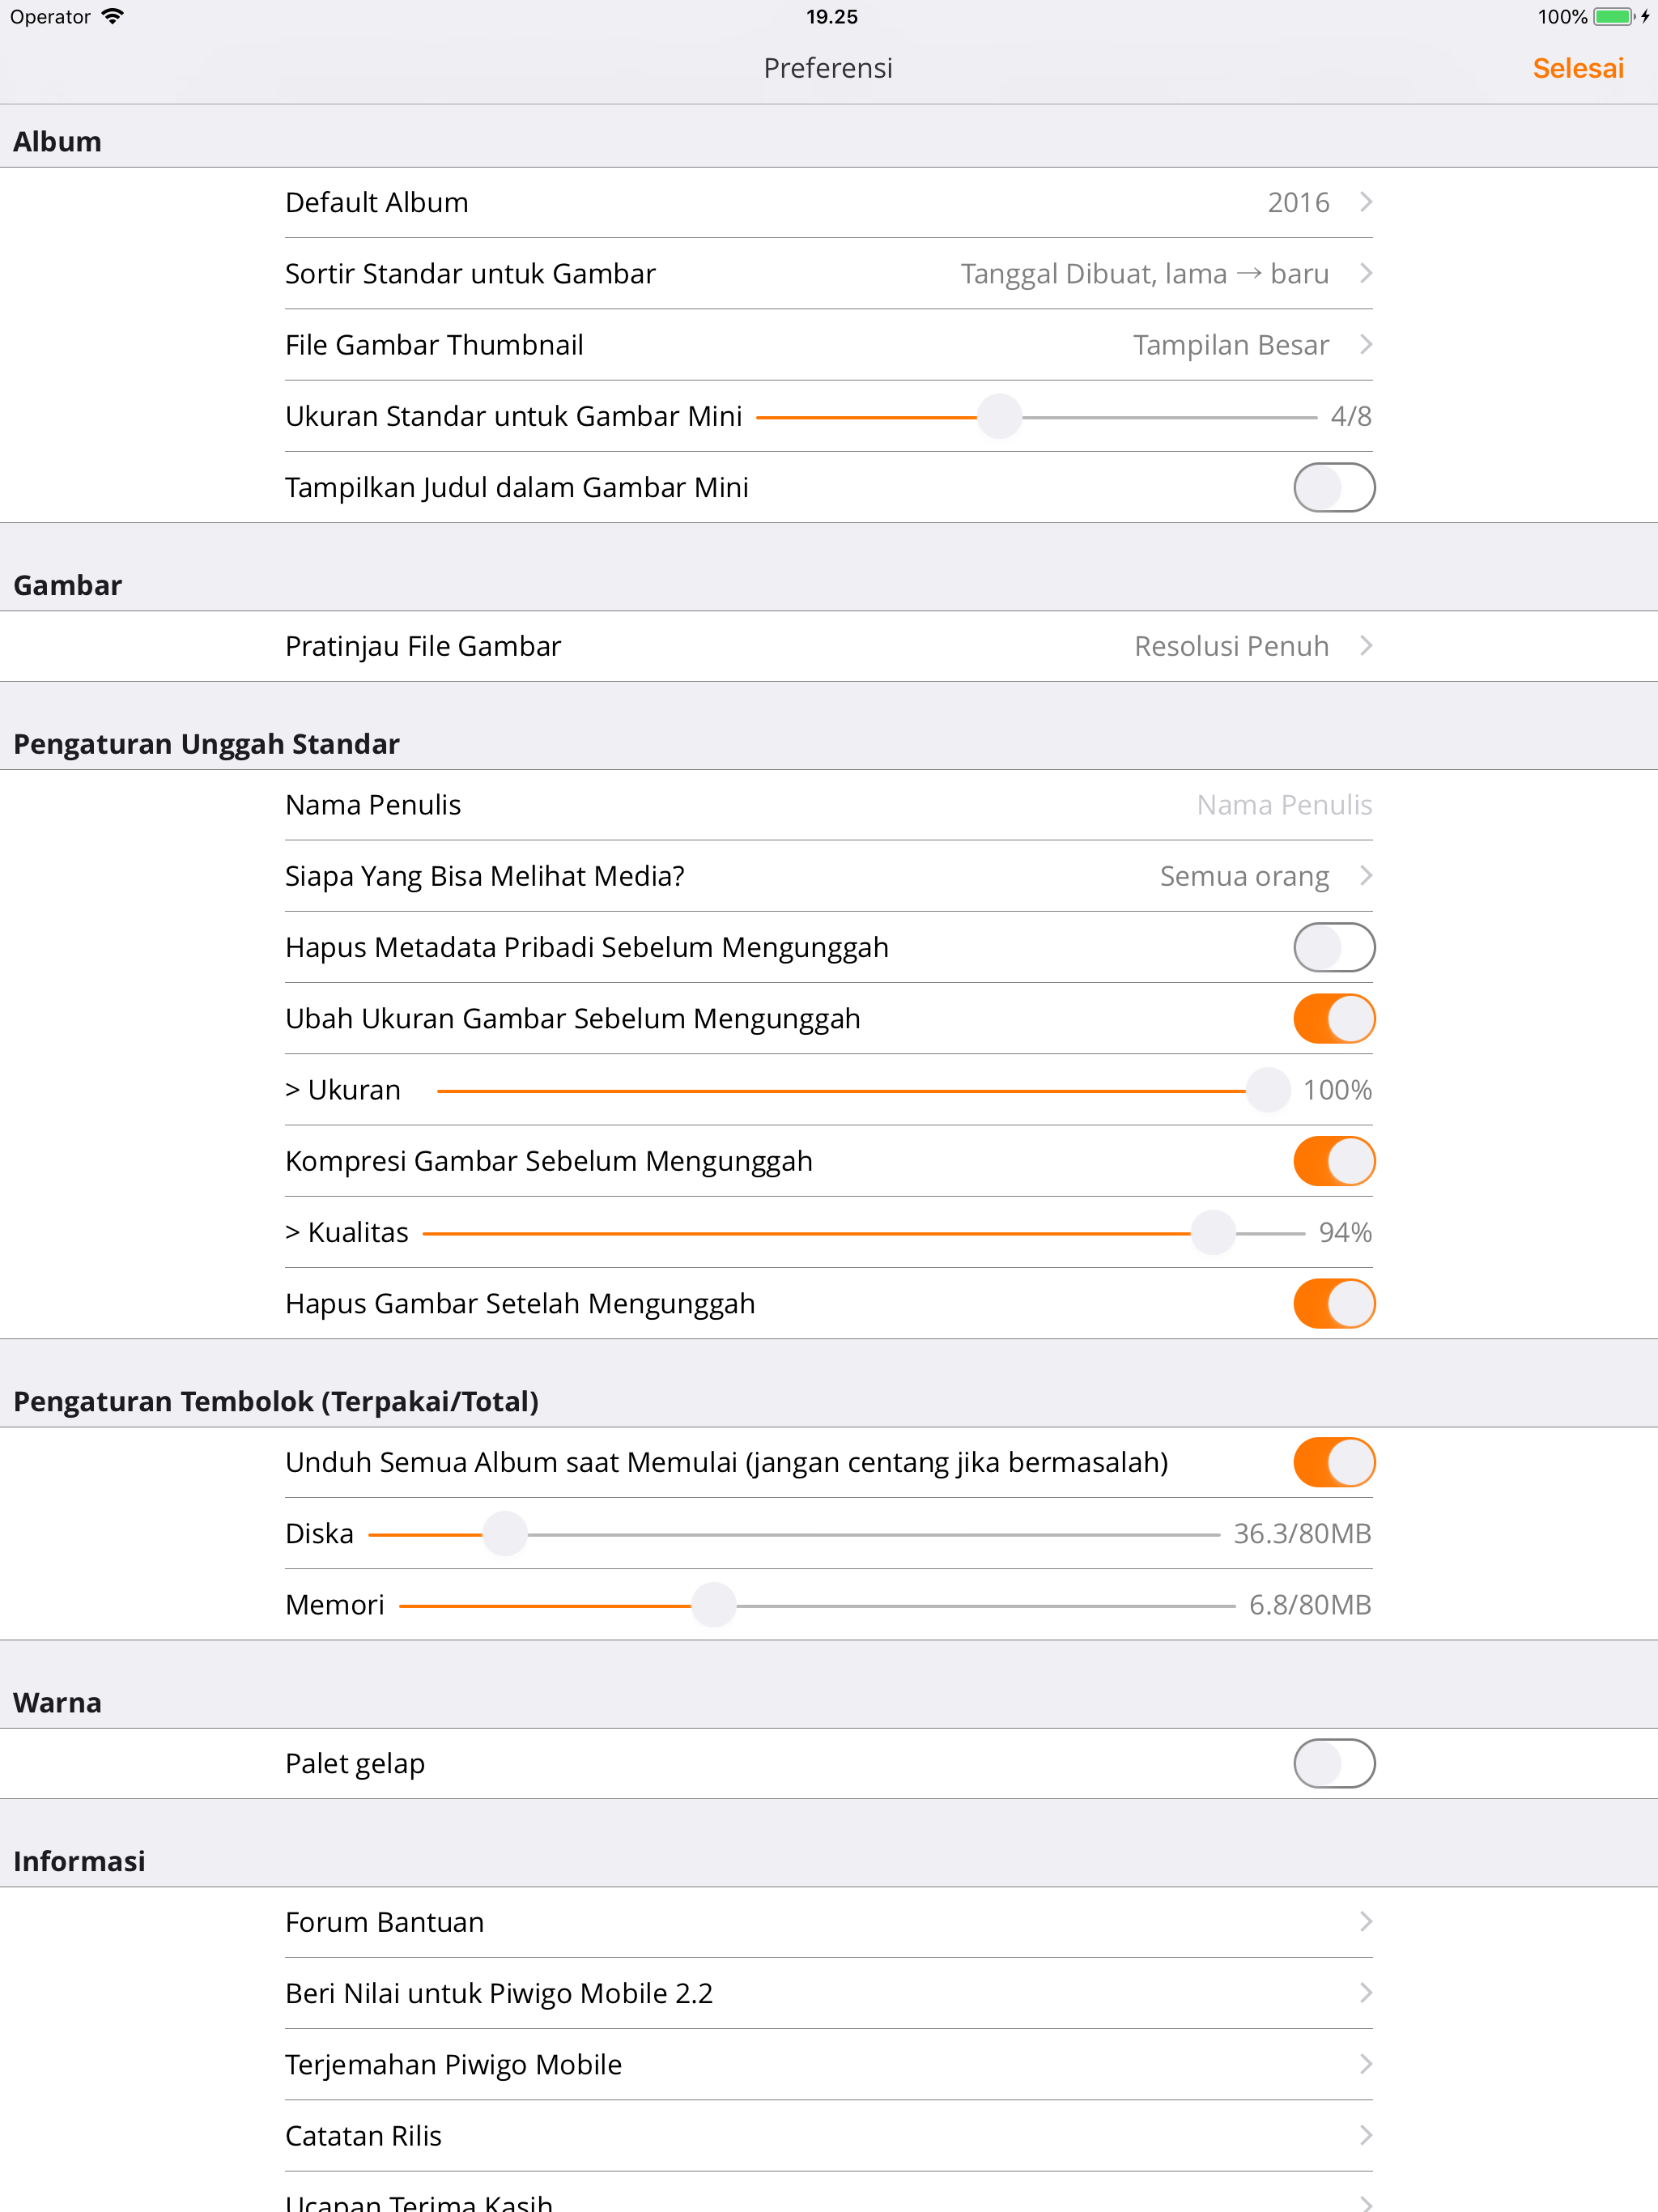 Operator 19.25 100%
Preferensi Selesai
Album
Default Album 2016
Sortir Standar untuk Gambar Tanggal Dibuat, lama → baru
File Gambar Thumbnail Tampilan Besar
Ukuran Standar untuk Gambar Mini 4/8
Tampilkan Judul dalam Gambar Mini
Gambar
Pratinjau File Gambar Resolusi Penuh
Pengaturan Unggah Standar
Nama Penulis Nama Penulis
Siapa Yang Bisa Melihat Media? Semua orang
Hapus Metadata Pribadi Sebelum Mengunggah
Ubah Ukuran Gambar Sebelum Mengunggah
> Ukuran 100%
Kompresi Gambar Sebelum Mengunggah
> Kualitas 94%
Hapus Gambar Setelah Mengunggah
Pengaturan Tembolok (Terpakai/Total)
Unduh Semua Album saat Memulai (jangan centang jika bermasalah)
Diska 36.3/80MB
Memori 6.8/80MB
Warna
Palet gelap
Informasi
Forum Bantuan
Beri Nilai untuk Piwigo Mobile 2.2
Terjemahan Piwigo Mobile
Catatan Rilis
Ucapan Terima Kasih